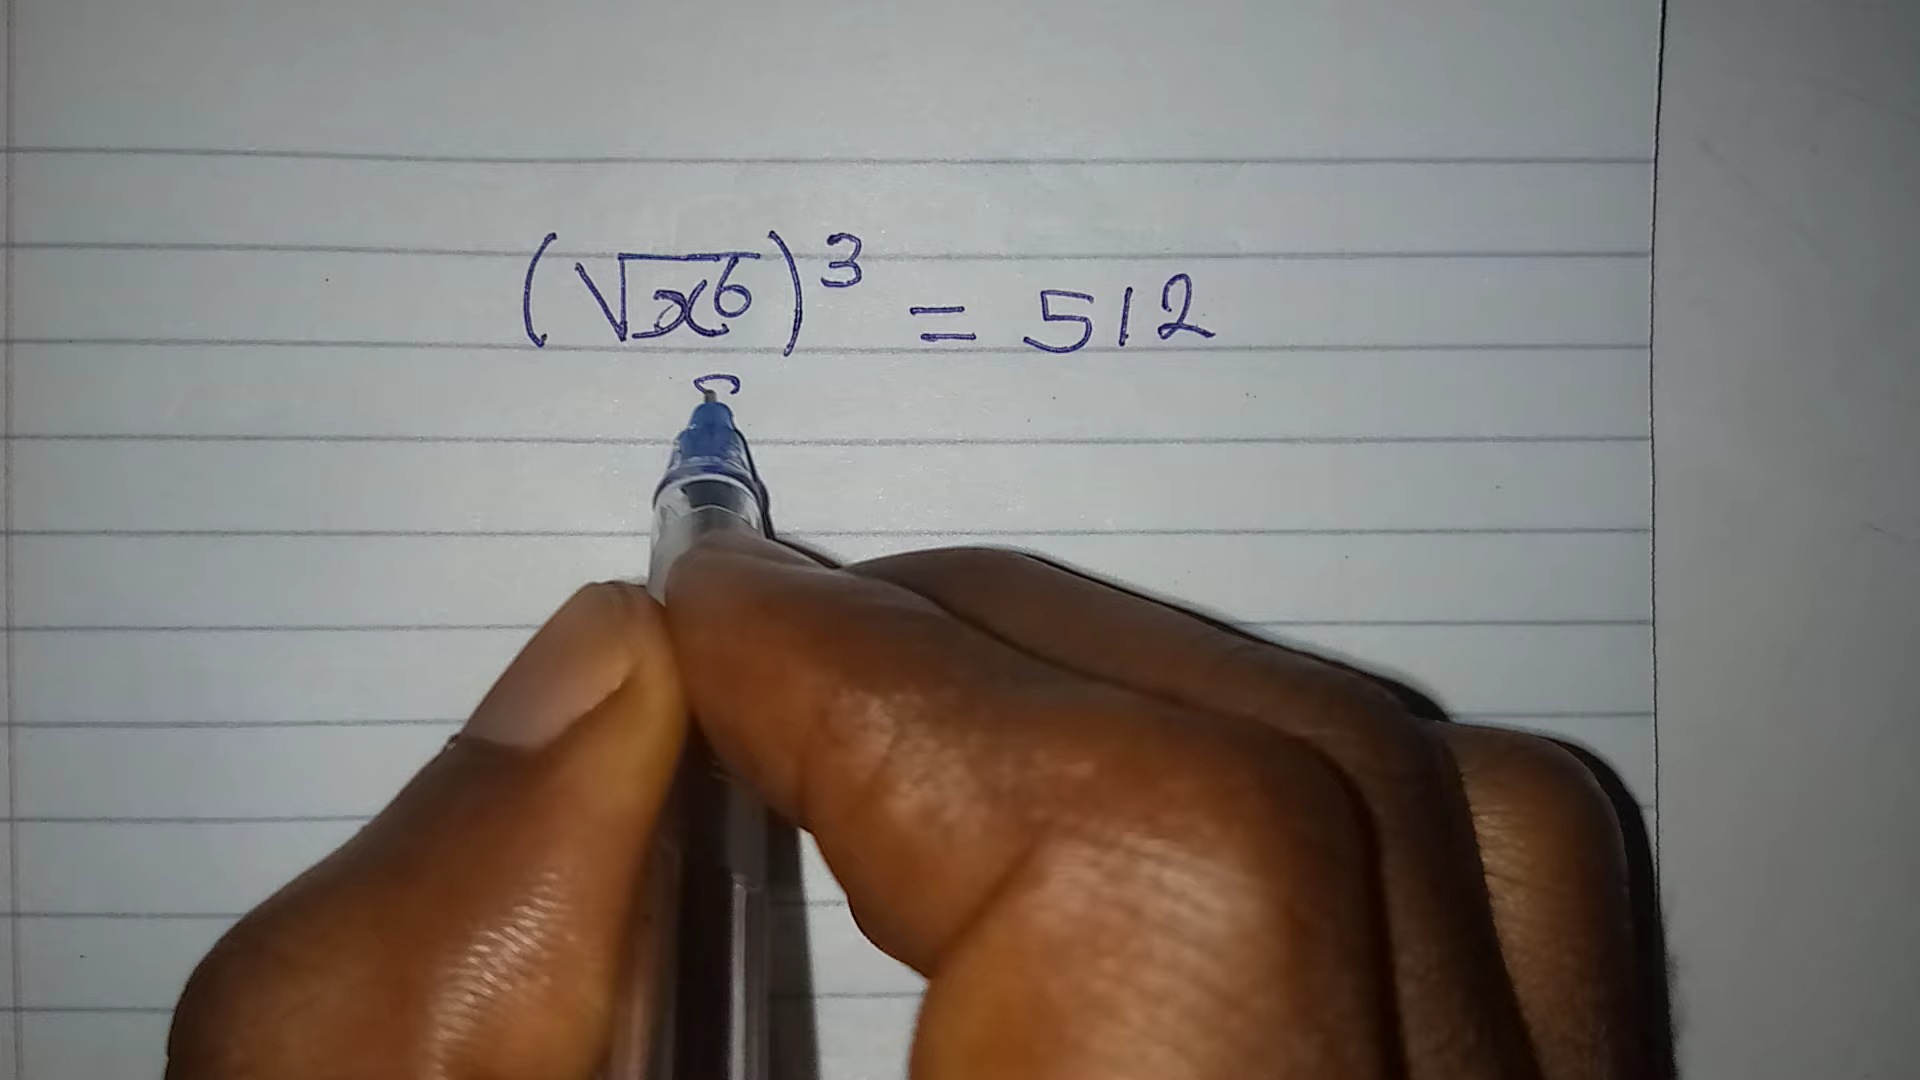 (√x⁶)³ = 512